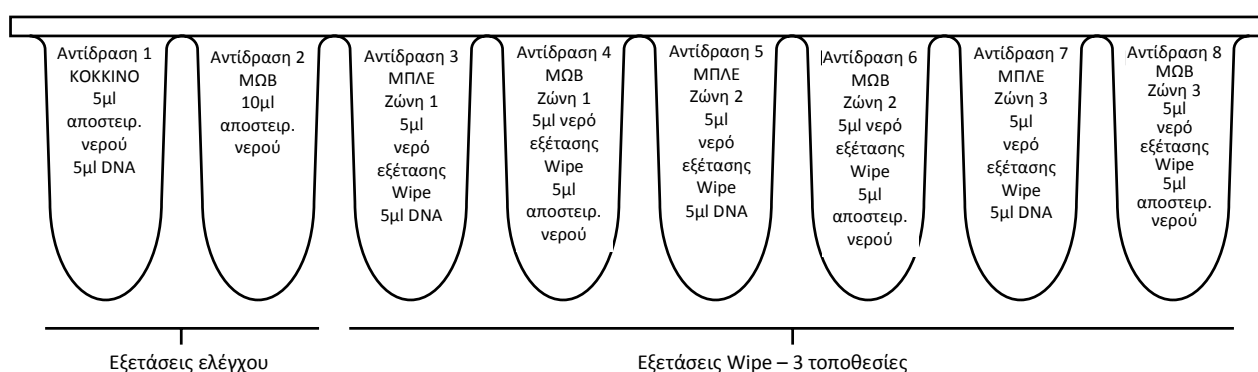 Αντίδραση 1
ΚΟΚΚΙΝΟ
5μl
αποστειρ.
νερού
5μl DNA
Αντίδραση 2
ΜΩΒ
10μl
αποστειρ.
νερού
Αντίδραση 3
ΜΠΛΕ
Ζώνη 1
5μl
νερό
εξέτασης
Wipe
5μl DNA
Αντίδραση 4
ΜΩΒ
Ζώνη 1
5μl νερό
εξέτασης
Wipe
5μl
αποστειρ.
νερού
Αντίδραση 5
ΜΠΛΕ
Ζώνη 2
5μl
νερό
εξέτασης
Wipe
5μl DNA
Αντίδραση 6
ΜΩΒ
Ζώνη 2
5μl νερό
εξέτασης
Wipe
5μl
αποστειρ.
νερού
Αντίδραση 7
ΜΠΛΕ
Ζώνη 3
5μl
νερό
εξέτασης
Wipe
5μl DNA
Αντίδραση 8
ΜΩΒ
Ζώνη 3
5μl
νερό
εξέτασης
Wipe
5μl
αποστειρ.
νερού
Εξετάσεις ελέγχου
Εξετάσεις Wipe – 3 τοποθεσίες